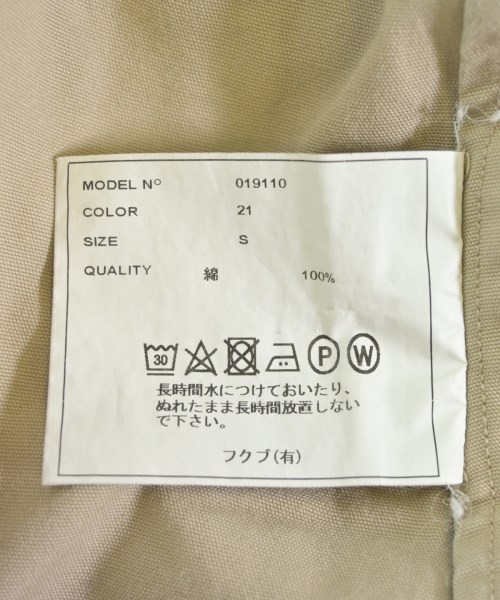 MODEL Nº 019110
COLOR 21
SIZE S
QUALITY 綿 100%
30 P W
長時間水につけておいたり、
ぬれたまま長時間放置しない
で下さい。
フクブ(有)